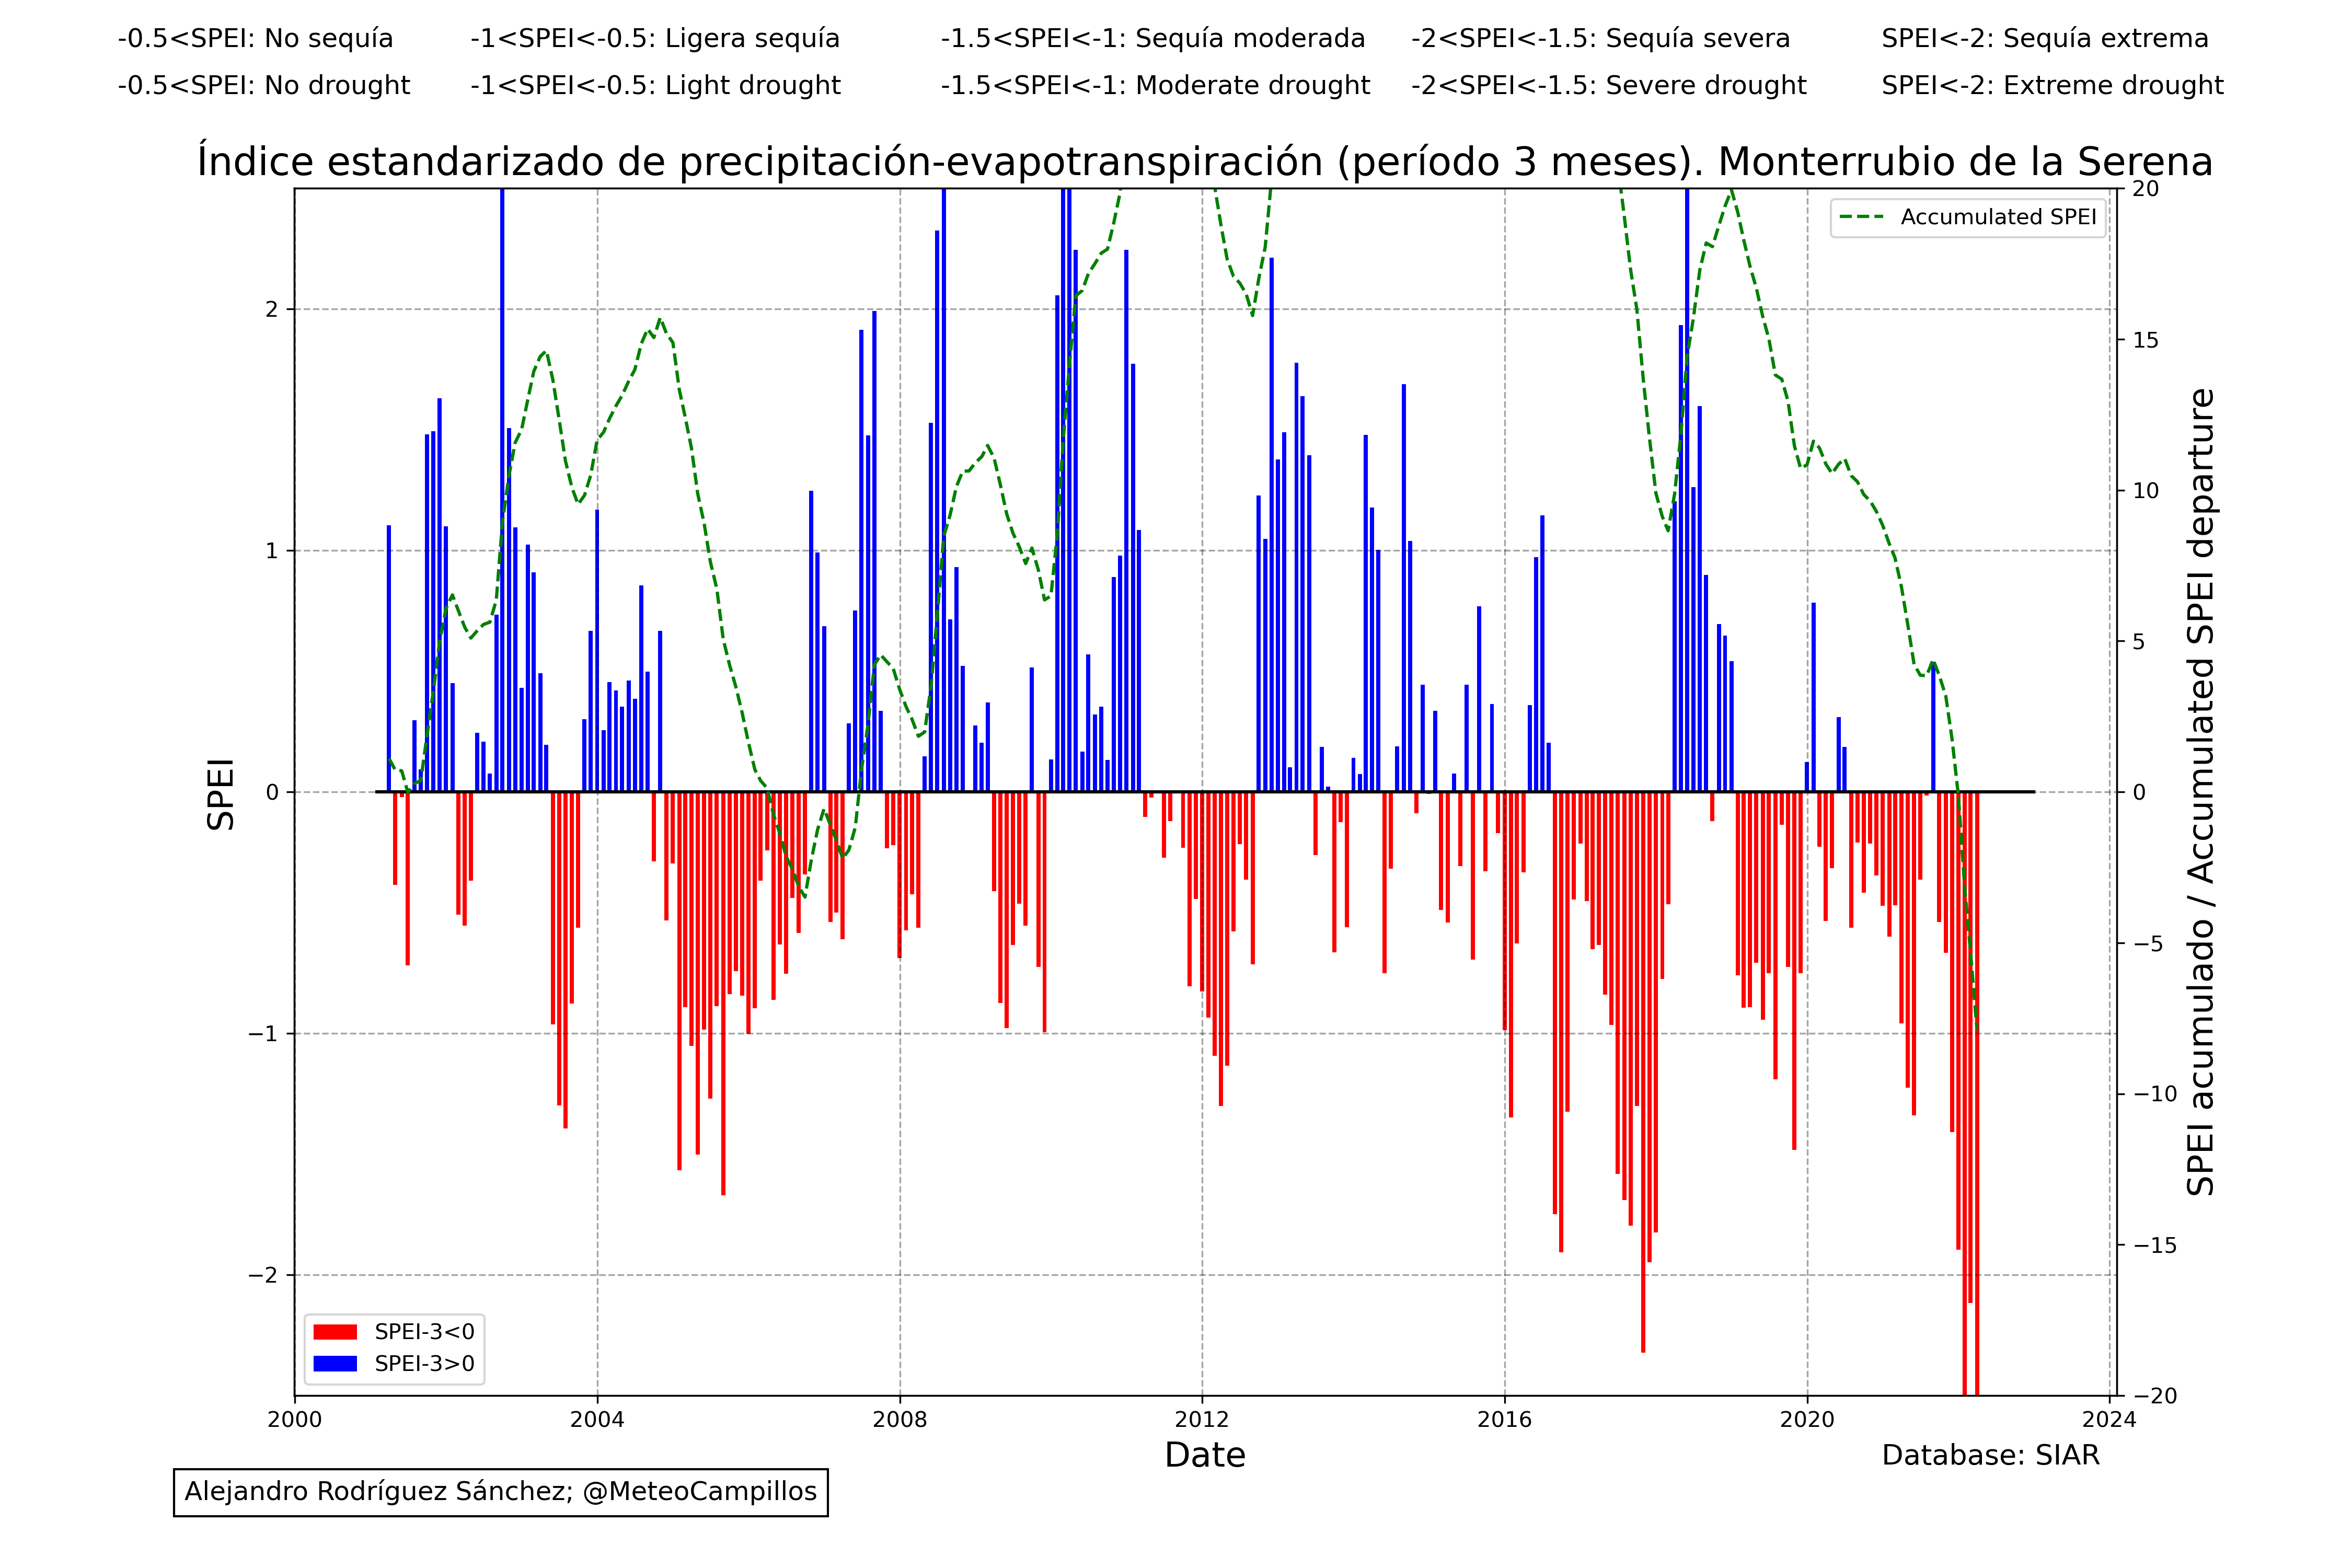 -0.5<SPEI: No sequía
-1<SPEI<-0.5: Ligera sequía
-1.5<SPEI<-1: Sequía moderada
-2<SPEI<-1.5: Sequía severa
SPEI<-2: Sequía extrema
-0.5<SPEI: No drought
-1<SPEI<-0.5: Light drought
-1.5<SPEI<-1: Moderate drought
-2<SPEI<-1.5: Severe drought
SPEI<-2: Extreme drought
Índice estandarizado de precipitación-evapotranspiración (período 3 meses). Monterrubio de la Serena
Accumulated SPEI
2
1
0
−1
−2
SPEI
20
15
10
5
0
−5
−10
−15
−20
SPEI acumulado / Accumulated SPEI departure
SPEI-3<0
SPEI-3>0
2000
2004
2008
2012
2016
2020
2024
Date
Database: SIAR
Alejandro Rodríguez Sánchez; @MeteoCampillos